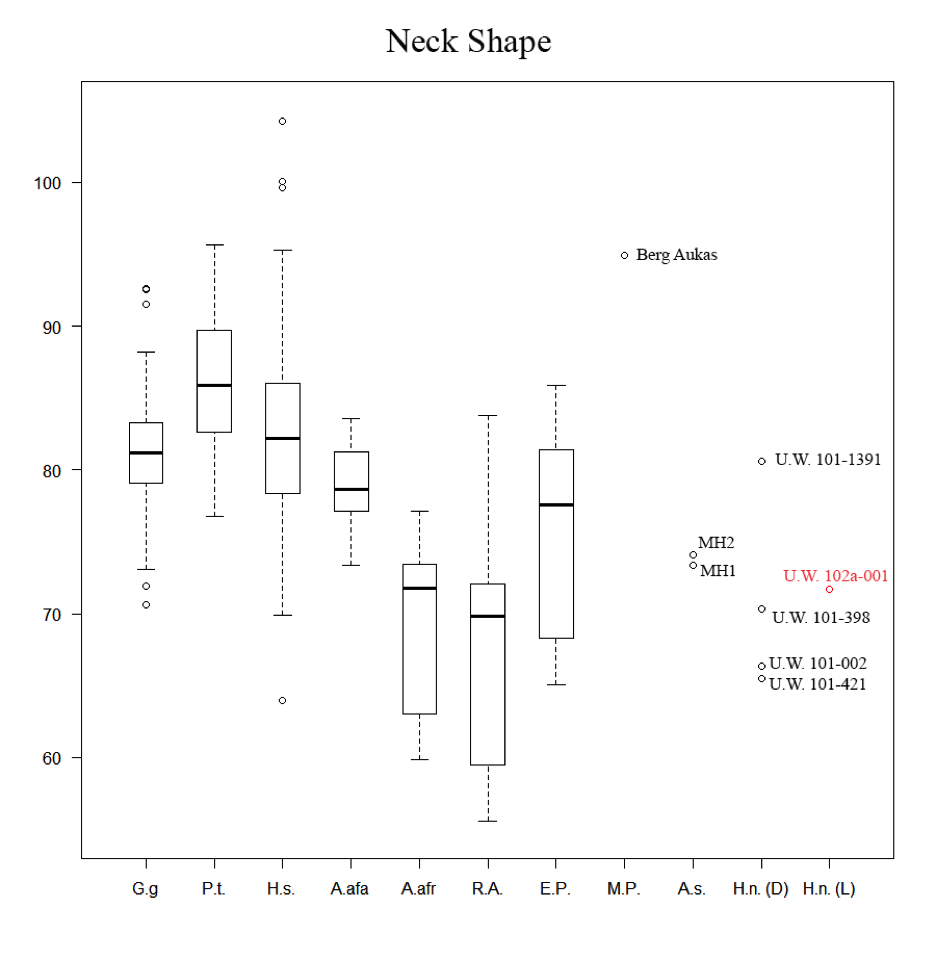 Neck Shape
100
90
80
70
60
Berg Aukas
U.W. 101-1391
MH2
MH1
U.W. 102a-001
U.W. 101-398
U.W. 101-002
U.W. 101-421
G.g P.t. H.s. A.afa A.afr R.A. E.P. M.P. A.s. H.n. (D) H.n. (L)